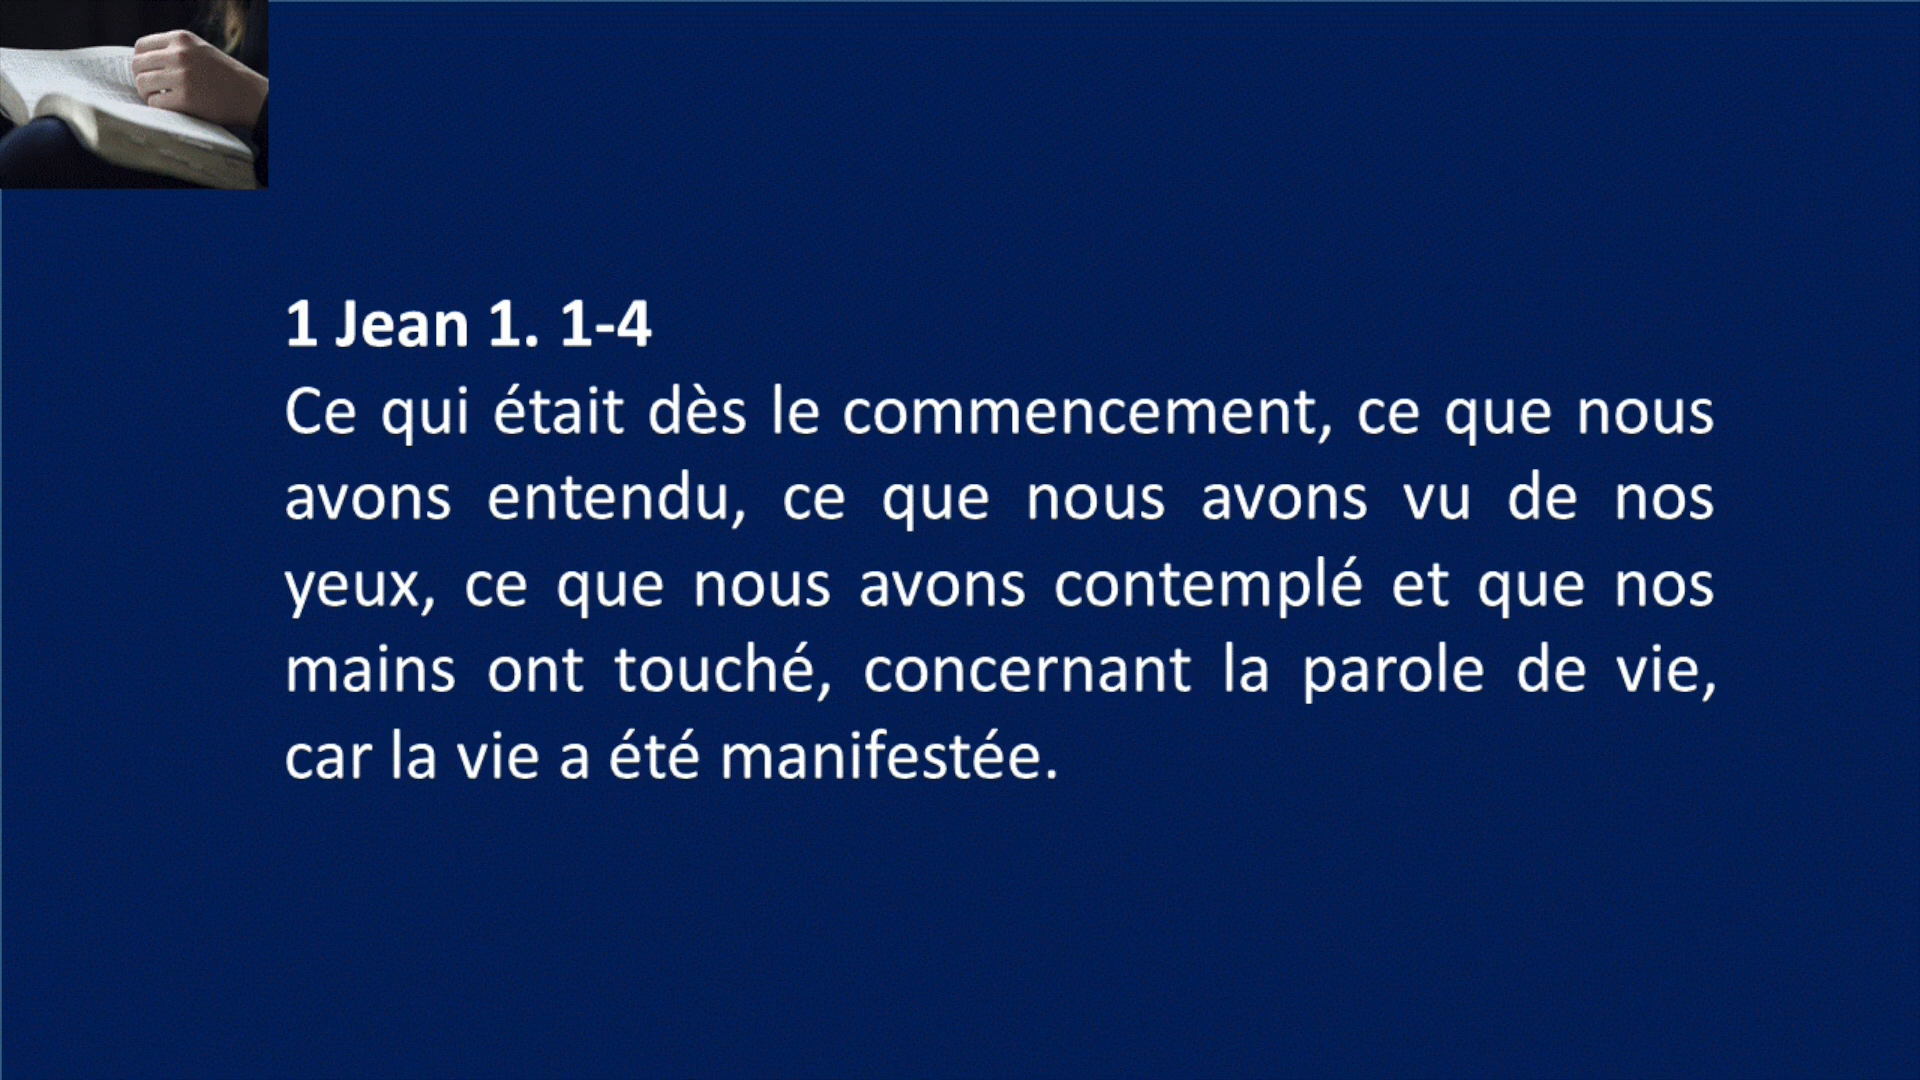 1 Jean 1. 1-4
Ce qui était dès le commencement, ce que nous
avons entendu, ce que nous avons vu de nos
yeux, ce que nous avons contemplé et que nos
mains ont touché, concernant la parole de vie,
car la vie a été manifestée.